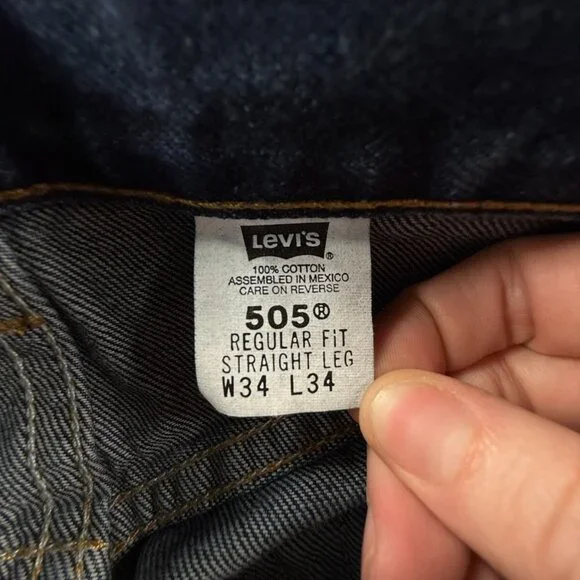 Levi's®
100% COTTON
ASSEMBLED IN MEXICO
CARE ON REVERSE
505®
REGULAR FiT
STRAIGHT LEG
W34 L34